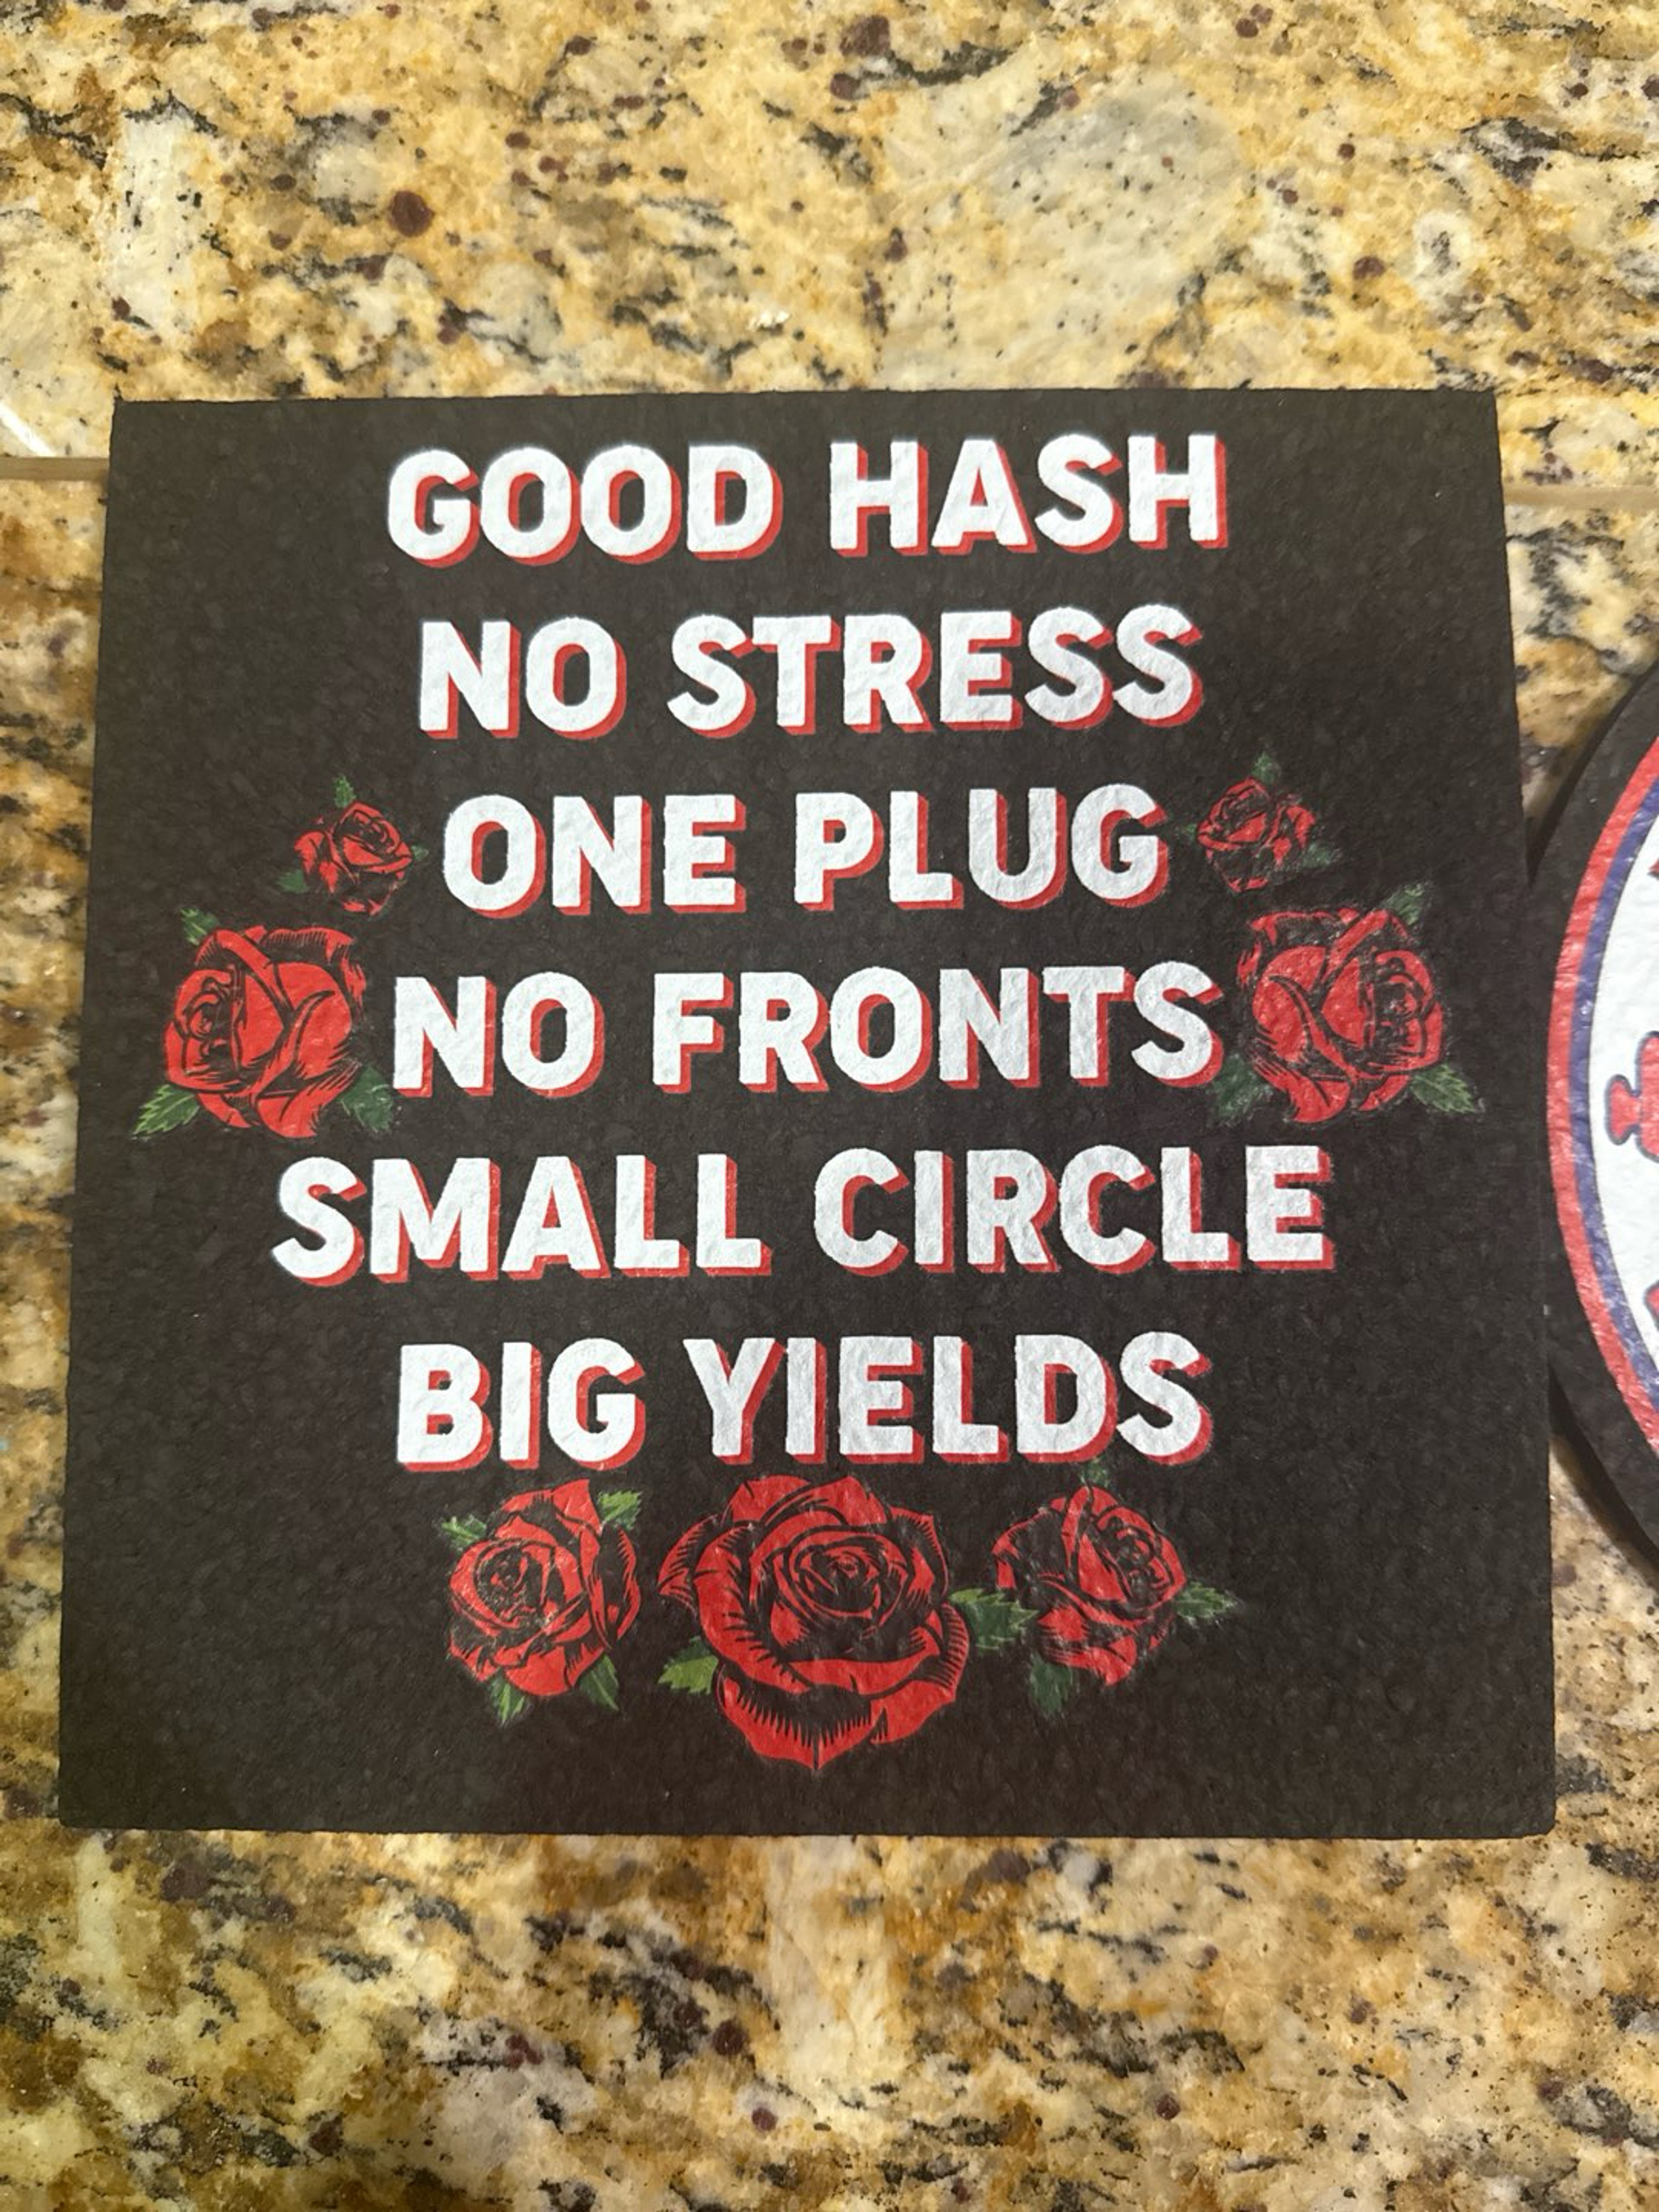 GOOD HASH
NO STRESS
ONE PLUG
NO FRONTS
SMALL CIRCLE
BIG YIELDS